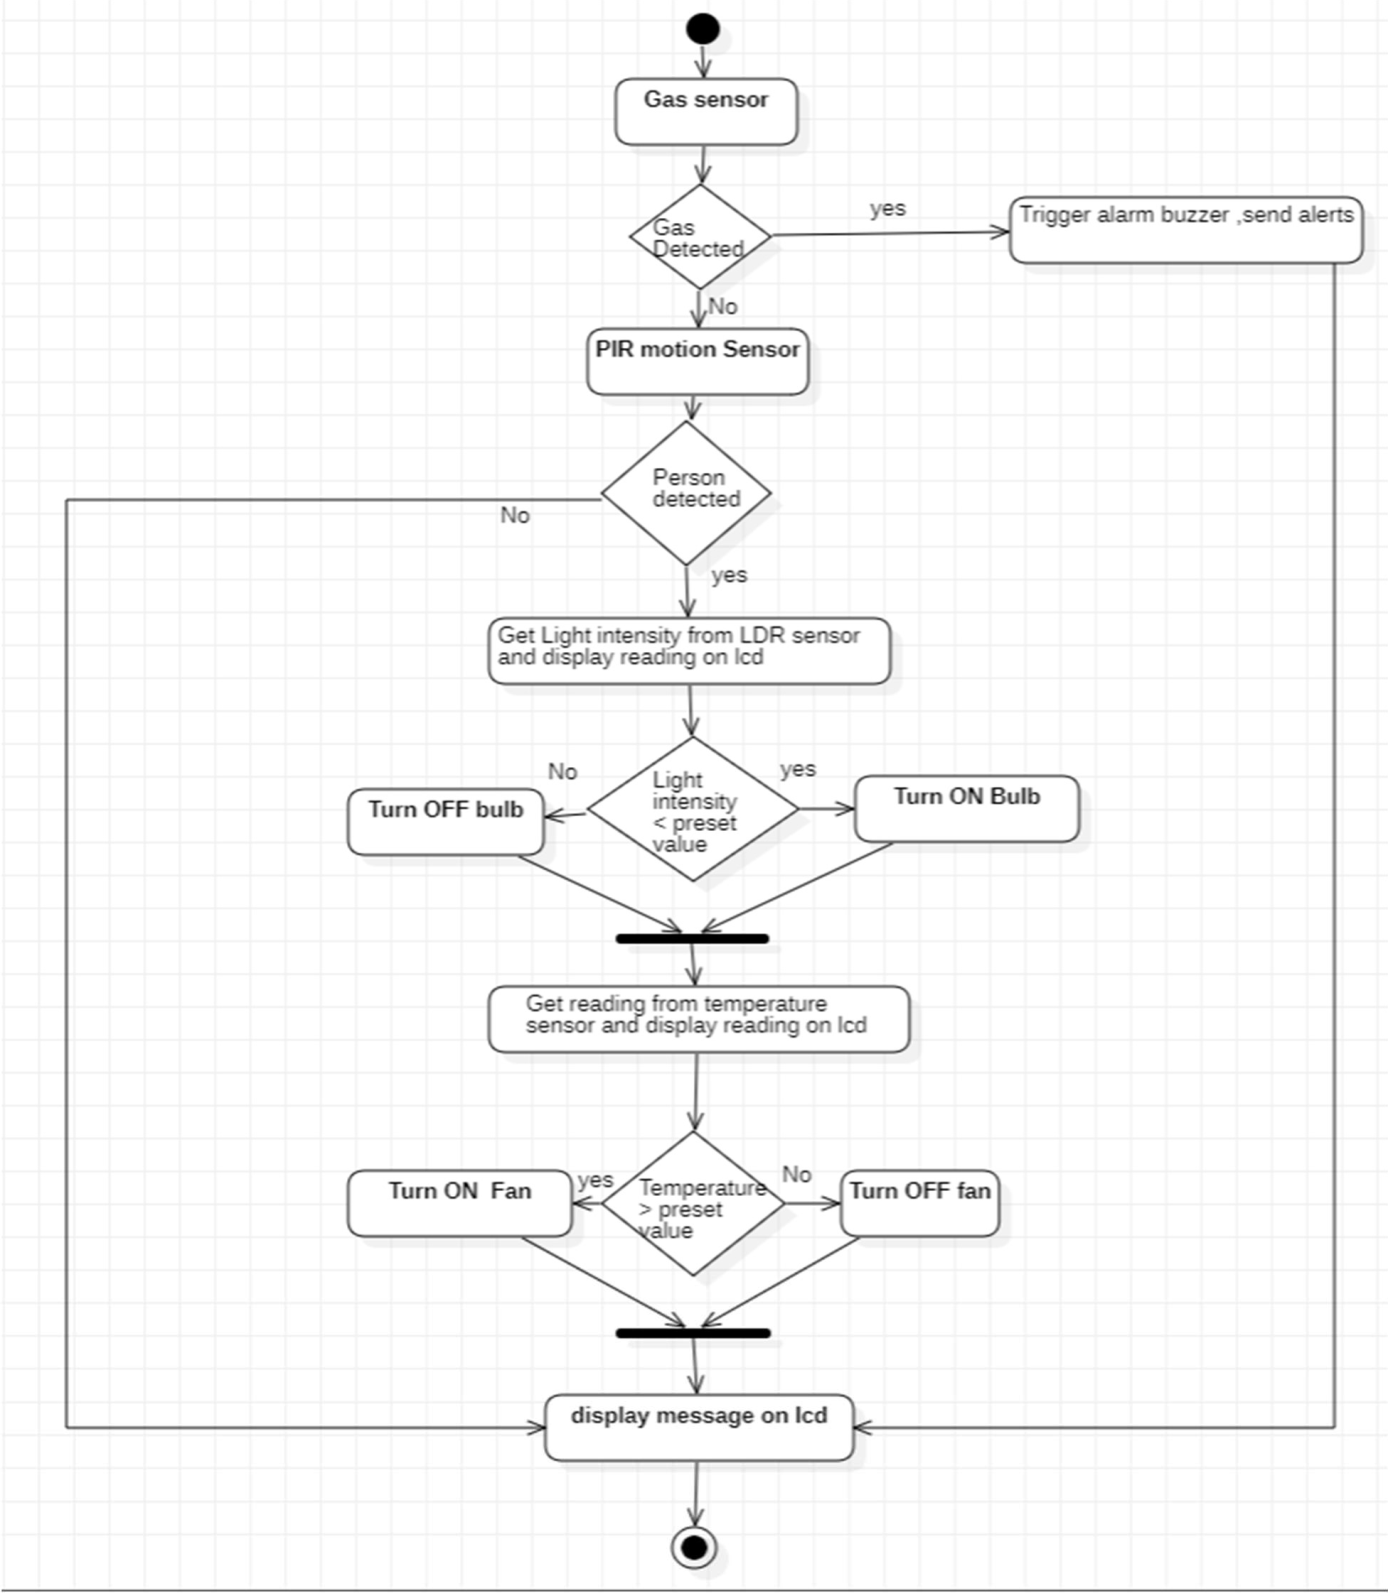 Gas sensor
yes
Trigger alarm buzzer ,send alerts
Gas
Detected
No
PIR motion Sensor
Person
detected
No
yes
Get Light intensity from LDR sensor
and display reading on lcd
No
yes
Light
intensity
< preset
value
Turn OFF bulb
Turn ON Bulb
Get reading from temperature
sensor and display reading on lcd
yes
No
Temperature
> preset
value
Turn ON  Fan
Turn OFF fan
display message on lcd